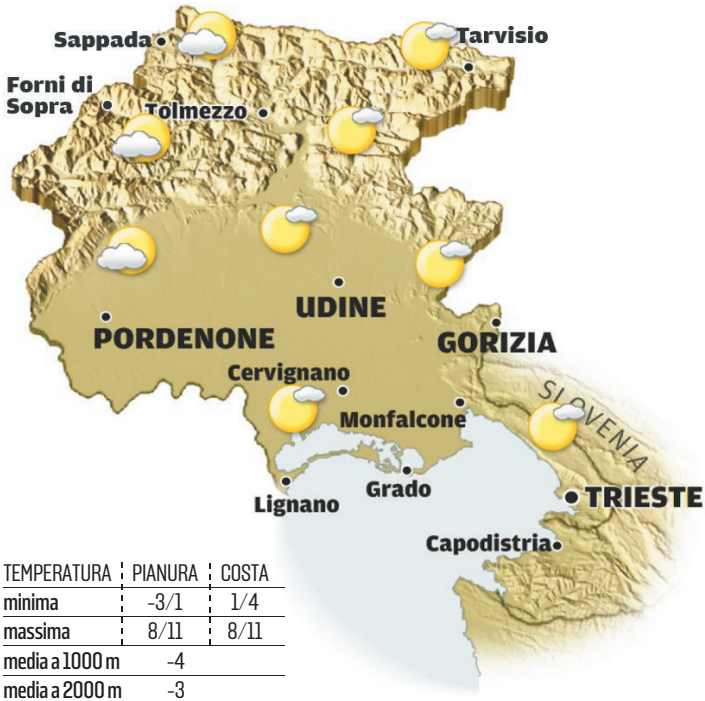 Sappada
Tarvisio
Forni di
Sopra
Tolmezzo
UDINE
PORDENONE
GORIZIA
Cervignano
SLOVENIA
Monfalcone
Grado
Lignano
TRIESTE
Capodistria
TEMPERATURA PIANURA COSTA
minima -3/1 1/4
massima 8/11 8/11
media a 1000 m -4
media a 2000 m -3